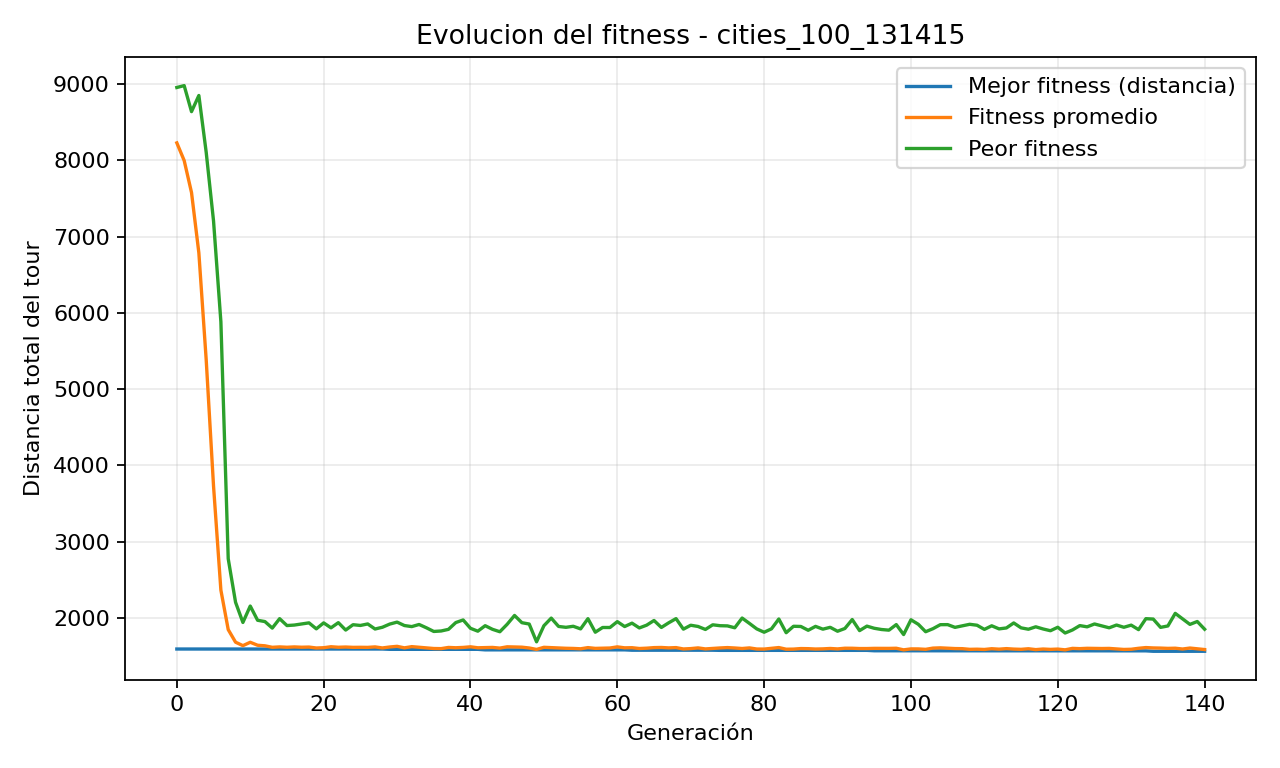 Evolucion del fitness - cities_100_131415
Mejor fitness (distancia)
Fitness promedio
Peor fitness
Distancia total del tour
9000
8000
7000
6000
5000
4000
3000
2000
0 20 40 60 80 100 120 140
Generación